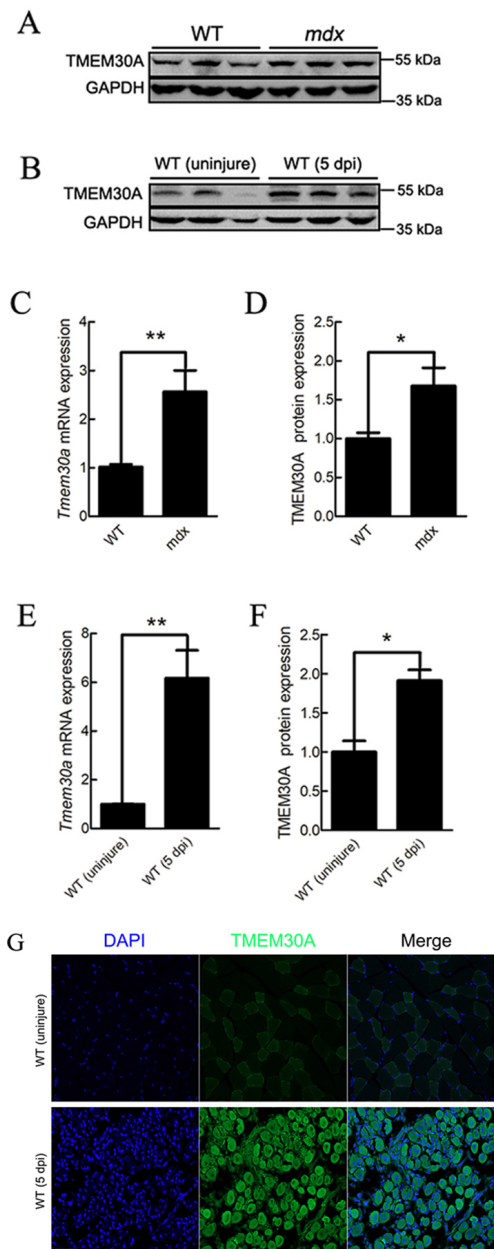 A
WT mdx
TMEM30A 55 kDa
GAPDH 35 kDa
B
WT (uninjure) WT (5 dpi)
TMEM30A 55 kDa
GAPDH 35 kDa
C
Tmem30a mRNA expression
4
3
2
1
0
**
WT mdx
D
TMEM30A protein expression
2.5
2.0
1.5
1.0
0.5
0.0
*
WT mdx
E
Tmem30a mRNA expression
8
6
4
2
0
**
WT (uninjure) WT (5 dpi)
F
TMEM30A protein expression
2.5
2.0
1.5
1.0
0.5
0.0
*
WT (uninjure) WT (5 dpi)
G
DAPI TMEM30A Merge
WT (uninjure)
WT (5 dpi)